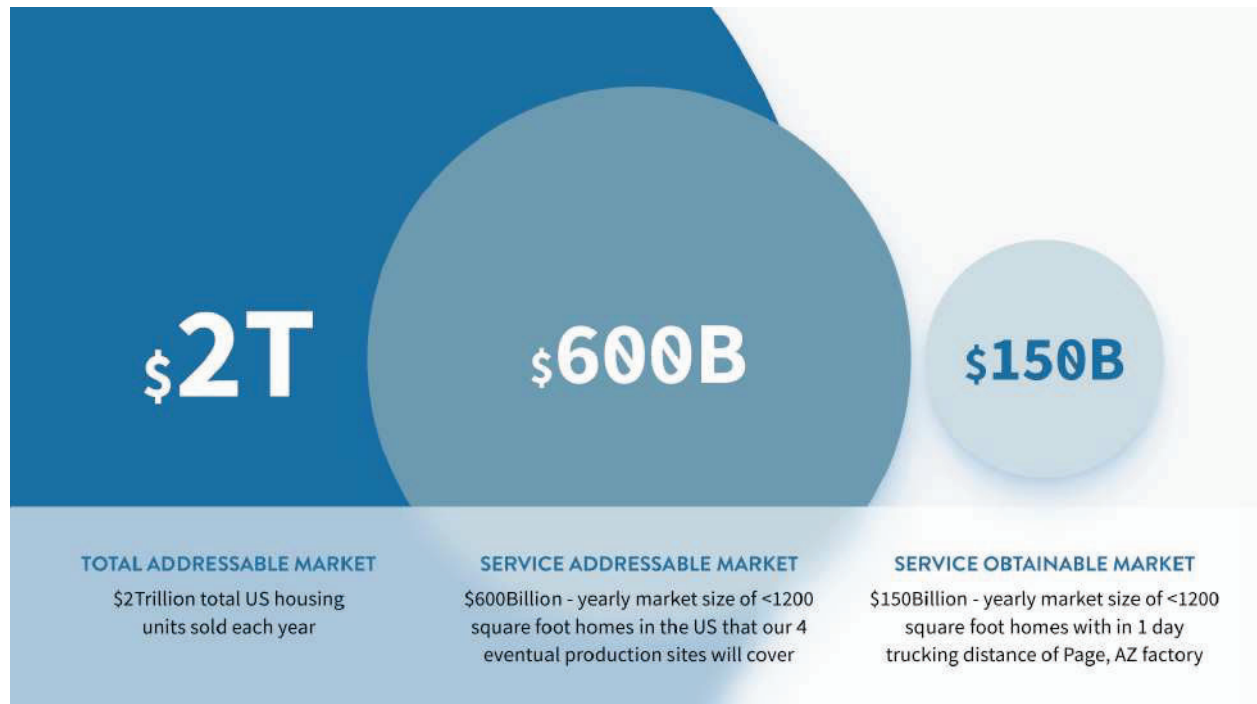 $2T
$600B
$150B
TOTAL ADDRESSABLE MARKET
$2Trillion total US housing
units sold each year
SERVICE ADDRESSABLE MARKET
$600Billion - yearly market size of <1200
square foot homes in the US that our 4
eventual production sites will cover
SERVICE OBTAINABLE MARKET
$150Billion - yearly market size of <1200
square foot homes with in 1 day
trucking distance of Page, AZ factory